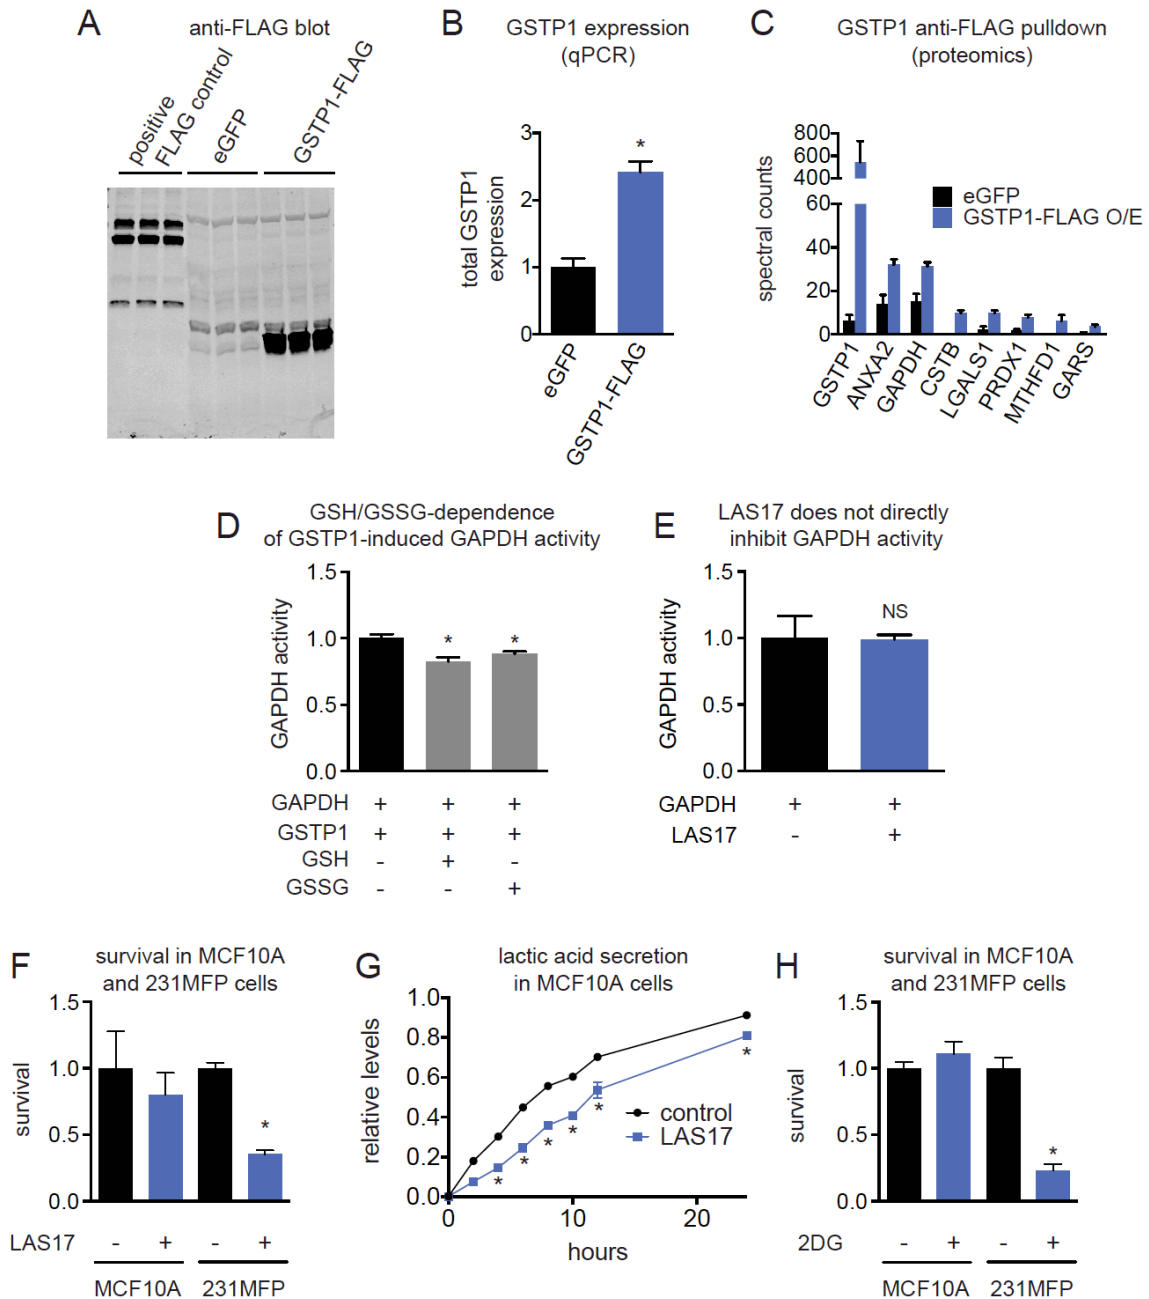 A
anti-FLAG blot
positive
FLAG control
eGFP
GSTP1-FLAG
B
GSTP1 expression
(qPCR)
total GSTP1
expression
3
2
1
0
*
eGFP
GSTP1-FLAG
C
GSTP1 anti-FLAG pulldown
(proteomics)
spectral counts
800
600
400
60
40
20
0
eGFP
GSTP1-FLAG O/E
GSTP1
ANXA2
GAPDH
CSTB
LGALS1
PRDX1
MTHFD1
GARS
D
GSH/GSSG-dependence
of GSTP1-induced GAPDH activity
GAPDH activity
1.5
1.0
0.5
0.0
* *
GAPDH + + +
GSTP1 + + +
GSH - + -
GSSG - - +
E
LAS17 does not directly
inhibit GAPDH activity
GAPDH activity
1.5
1.0
0.5
0.0
NS
GAPDH + +
LAS17 - +
F
survival in MCF10A
and 231MFP cells
survival
1.5
1.0
0.5
0.0
*
LAS17 - + - +
MCF10A 231MFP
G
lactic acid secretion
in MCF10A cells
relative levels
1.0
0.8
0.6
0.4
0.2
0.0
control
LAS17
* * * * * *
0 10 20
hours
H
survival in MCF10A
and 231MFP cells
survival
1.5
1.0
0.5
0.0
*
2DG - + - +
MCF10A 231MFP